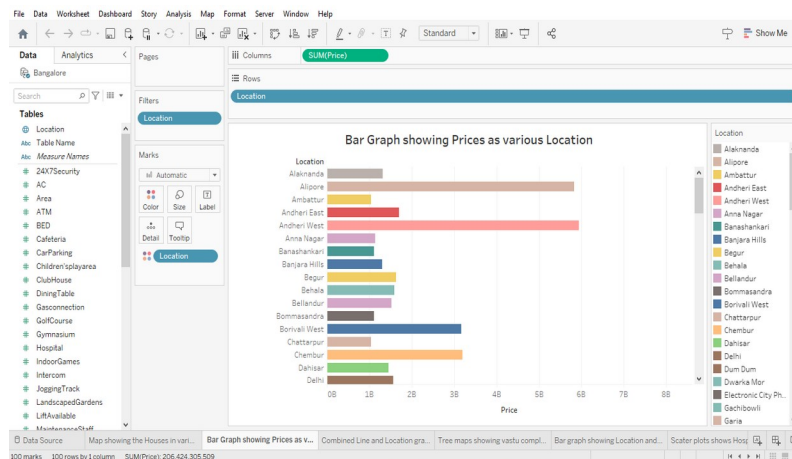 File Data Worksheet Dashboard Story Analysis Map Format Server Window Help
Standard
Show Me
Data Analytics
Bangalore
Search
Tables
Location
Abc Table Name
Abc Measure Names
24X7Security
AC
Area
ATM
BED
Cafeteria
CarParking
Children'splayarea
ClubHouse
DiningTable
Gasconnection
GolfCourse
Gymnasium
Hospital
IndoorGames
Intercom
JoggingTrack
LandscapedGardens
LiftAvailable
MaintenanceStaff
Pages
Filters
Location
Marks
Automatic
Color Size Label
Detail Tooltip
Location
Columns SUM(Price)
Rows
Location
Bar Graph showing Prices as various Location
Location
Alaknanda
Alipore
Ambattur
Andheri East
Andheri West
Anna Nagar
Banashankari
Banjara Hills
Begur
Behala
Bellandur
Bommasandra
Borivali West
Chattarpur
Chembur
Dahisar
Delhi
0B 1B 2B 3B 4B 5B 6B 7B 8B
Price
Location
Alaknanda
Alipore
Ambattur
Andheri East
Andheri West
Anna Nagar
Banashankari
Banjara Hills
Begur
Behala
Bellandur
Bommasandra
Borivali West
Chattarpur
Chembur
Dahisar
Delhi
Dum Dum
Dwarka Mor
Electronic City Ph..
Gachibowli
Garia
Data Source Map showing the Houses in vari... Bar Graph showing Prices as v... Combined Line and Location gra... Tree maps showing vastu compl... Bar graph showing Location and... Scater plots shows Hosp
100 marks 100 rows by 1 column SUM(Price): 206,424,305,509